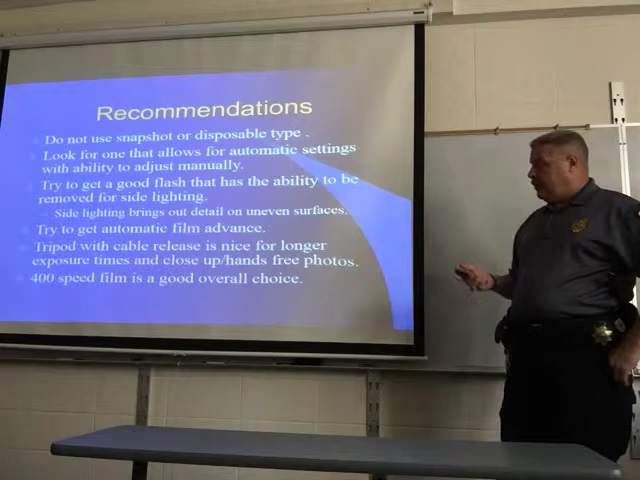 Recommendations
Do not use snapshot or disposable type .
Look for one that allows for automatic settings
with ability to adjust manually.
Try to get a good flash that has the ability to be
removed for side lighting.
– Side lighting brings out detail on uneven surfaces.
Try to get automatic film advance.
Tripod with cable release is nice for longer
exposure times and close up/hands free photos.
400 speed film is a good overall choice.